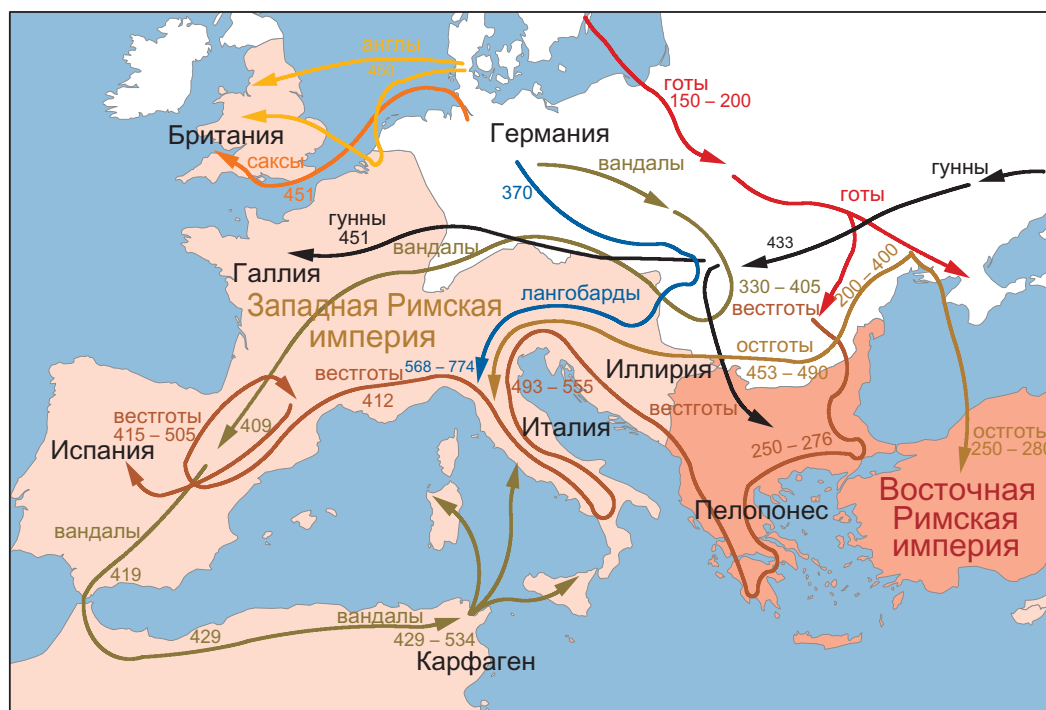 англы
450
готы
150 – 200
Британия
Германия
саксы
451
вандалы
370
гунны
готы
гунны
451
433
вандалы
Галлия
200 – 400
330 – 405
лангобарды
вестготы
Западная Римская
империя
остготы
453 – 490
Иллирия
568 – 774
вестготы
412
493 – 555
вестготы
вестготы
415 – 505
409
Италия
Испания
250 – 276
остготы
250 – 280
Восточная
Римская
империя
Пелопонес
вандалы
419
вандалы
429
429 – 534
Карфаген